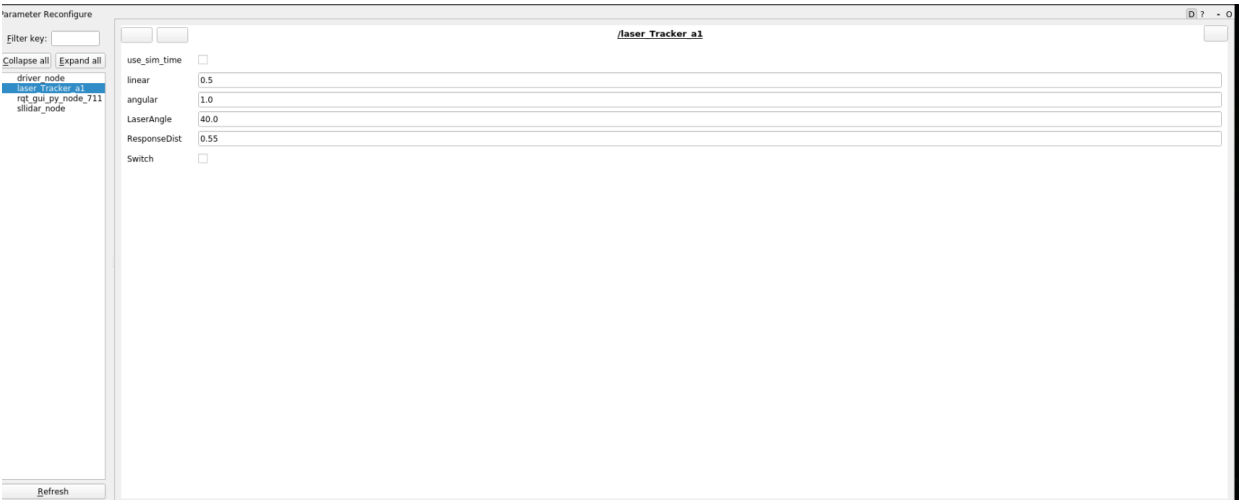 Parameter Reconfigure
D ? - O
Filter key:
Collapse all Expand all
driver_node
laser_Tracker_a1
rqt_gui_py_node_711
sllidar_node
Refresh
/laser_Tracker_a1
use_sim_time
linear 0.5
angular 1.0
LaserAngle 40.0
ResponseDist 0.55
Switch